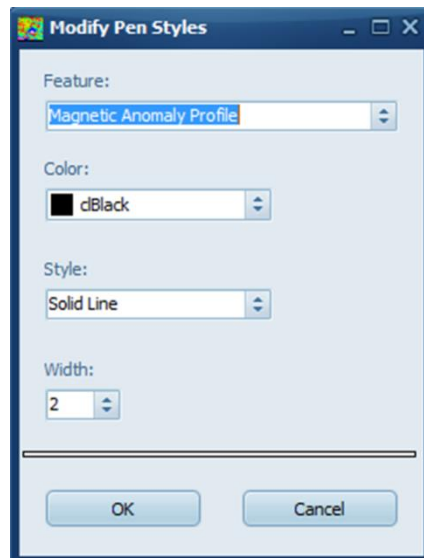 Modify Pen Styles
Feature:
Magnetic Anomaly Profile
Color:
clBlack
Style:
Solid Line
Width:
2
OK Cancel